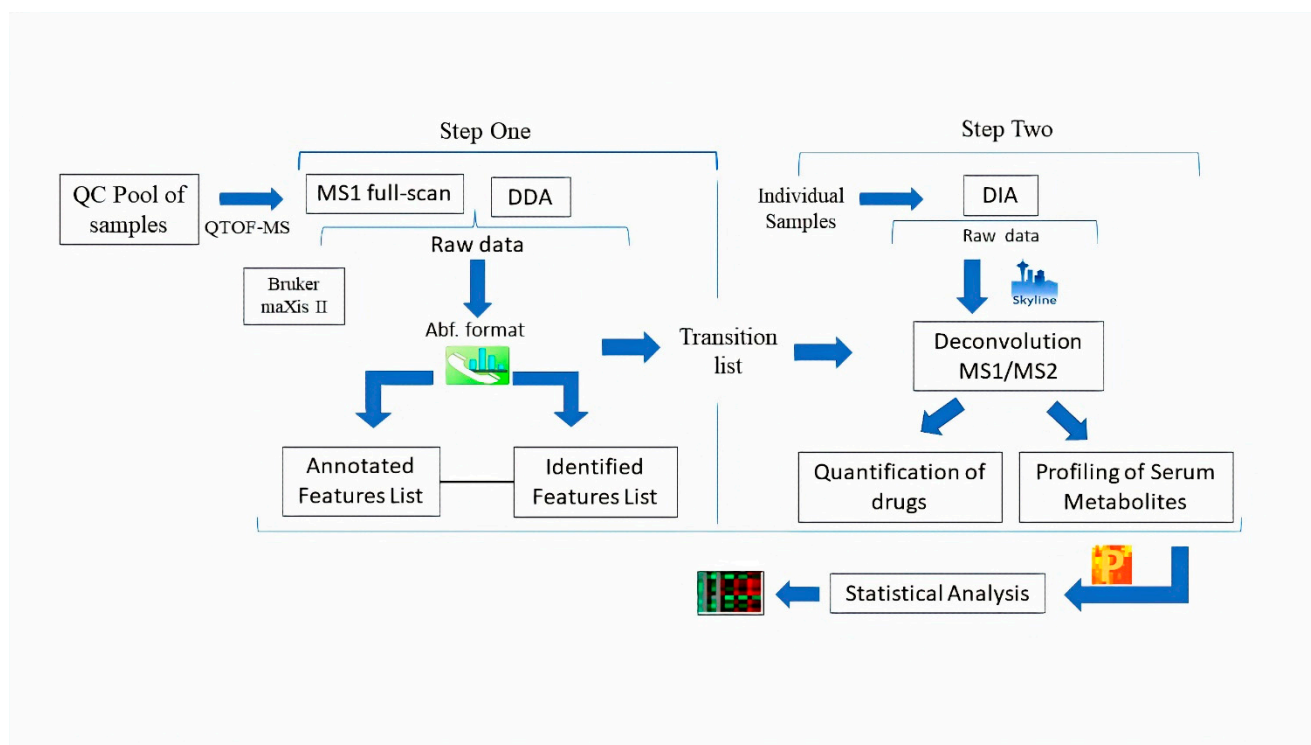 Step One
Step Two
QC Pool of
samples
QTOF-MS
MS1 full-scan
DDA
Raw data
Bruker
maXis II
Abf. format
Annotated
Features List
Identified
Features List
Transition
list
Individual
Samples
DIA
Raw data
Skyline
Deconvolution
MS1/MS2
Quantification of
drugs
Profiling of Serum
Metabolites
P
Statistical Analysis